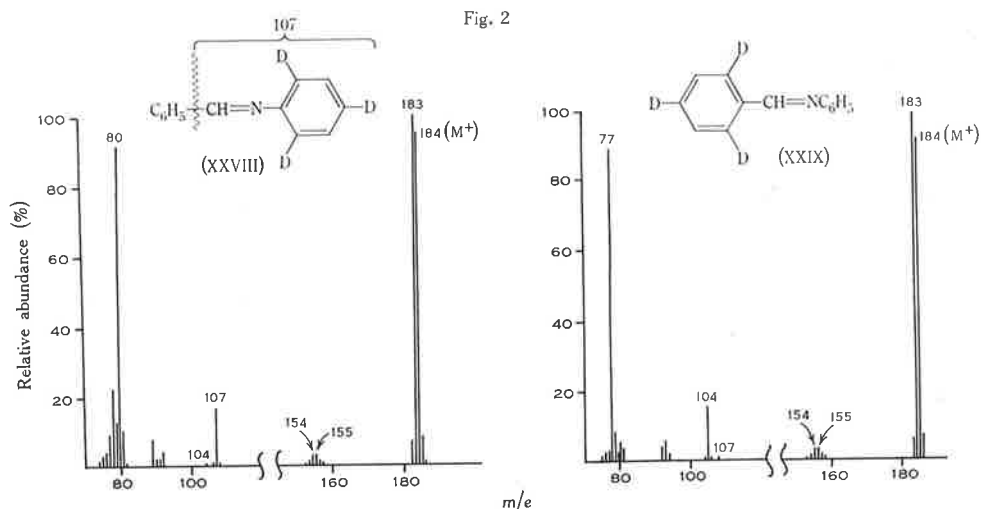 Fig. 2
107
D
C₆H₅ CH=N D
D
(XXVIII)
D
D CH=NC₆H₅
D
(XXIX)
Relative abundance (%)
100
80
60
40
20
80
107
104
154
155
183
184 (M⁺)
80 100 160 180
100
80
60
40
20
77
104
107
154
155
183
184 (M⁺)
80 100 160 180
m/e